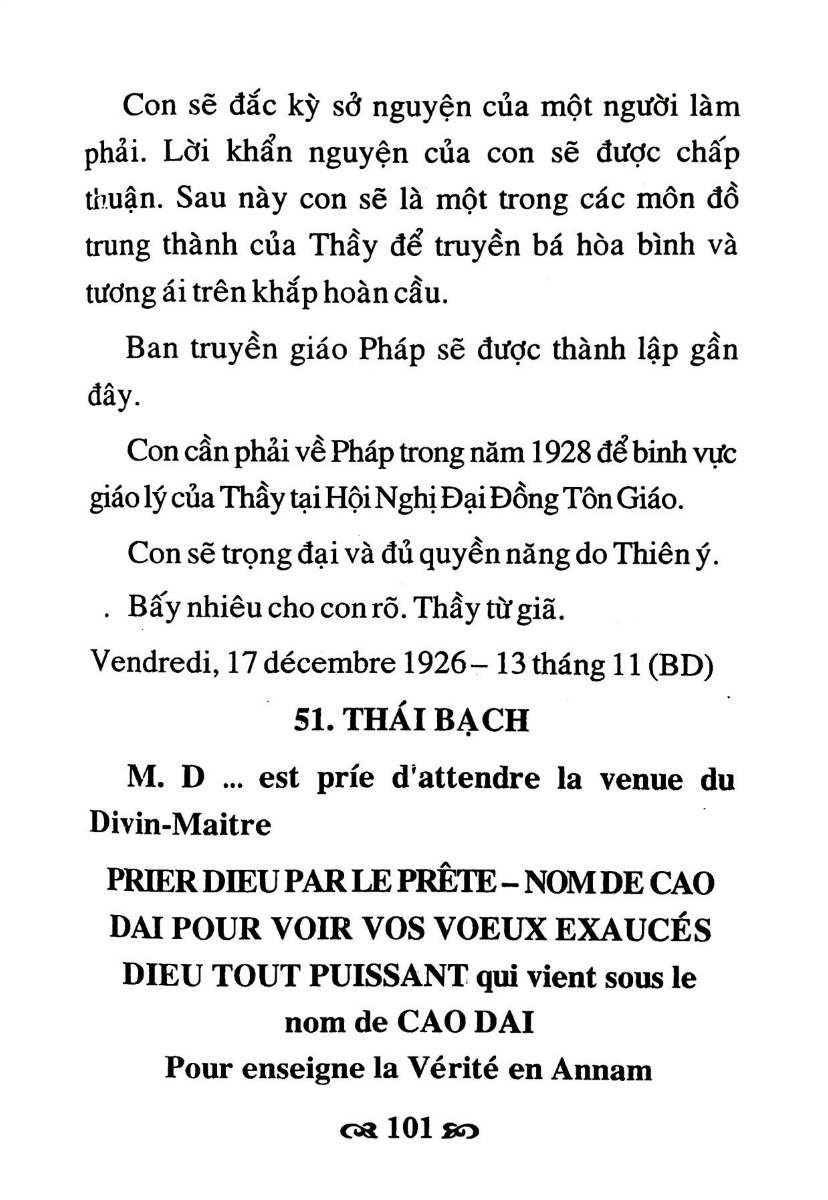 Con sẽ đắc kỳ sở nguyện của một người làm
phải. Lời khẩn nguyện của con sẽ được chấp
thuận. Sau này con sẽ là một trong các môn đồ
trung thành của Thầy để truyền bá hòa bình và
tương ái trên khắp hoàn cầu.
Ban truyền giáo Pháp sẽ được thành lập gần
đây.
Con cần phải về Pháp trong năm 1928 để binh vực
giáo lý của Thầy tại Hội Nghị Đại Đồng Tôn Giáo.
Con sẽ trọng đại và đủ quyền năng do Thiên ý.
. Bấy nhiêu cho con rõ. Thầy từ giã.
Vendredi, 17 décembre 1926 – 13 tháng 11 (BD)
51. THÁI BẠCH
M. D ... est príe d'attendre la venue du
Divin-Maitre
PRIER DIEU PAR LE PRÊTE – NOM DE CAO
DAI POUR VOIR VOS VOEUX EXAUCÉS
DIEU TOUT PUISSANT qui vient sous le
nom de CAO DAI
Pour enseigne la Vérité en Annam
101